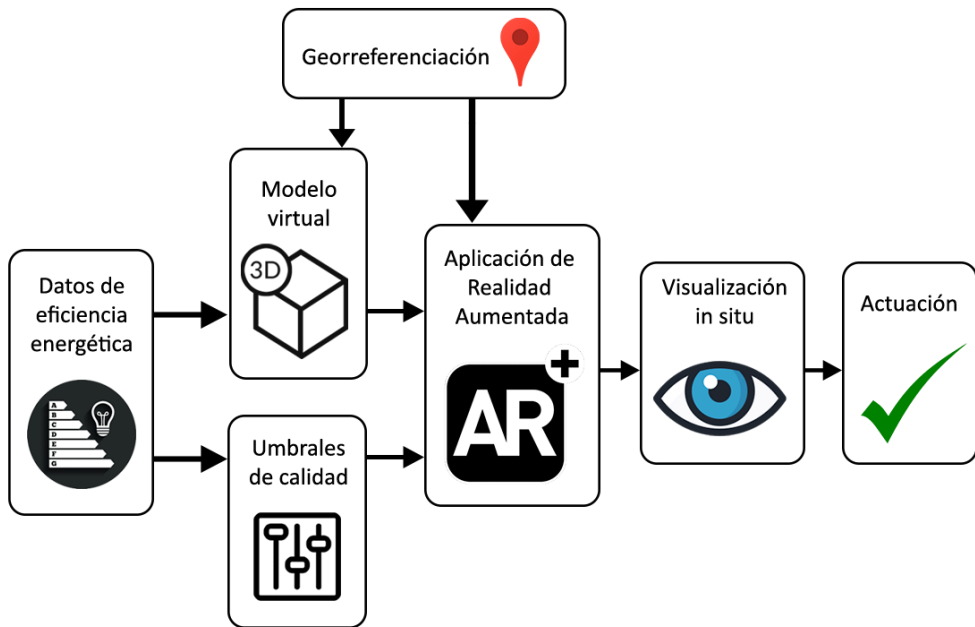 Georreferenciación
Modelo
virtual
3D
Datos de
eficiencia
energética
A
B
C
D
E
F
G
Umbrales
de calidad
Aplicación de
Realidad
Aumentada
AR
+
Visualización
in situ
Actuación